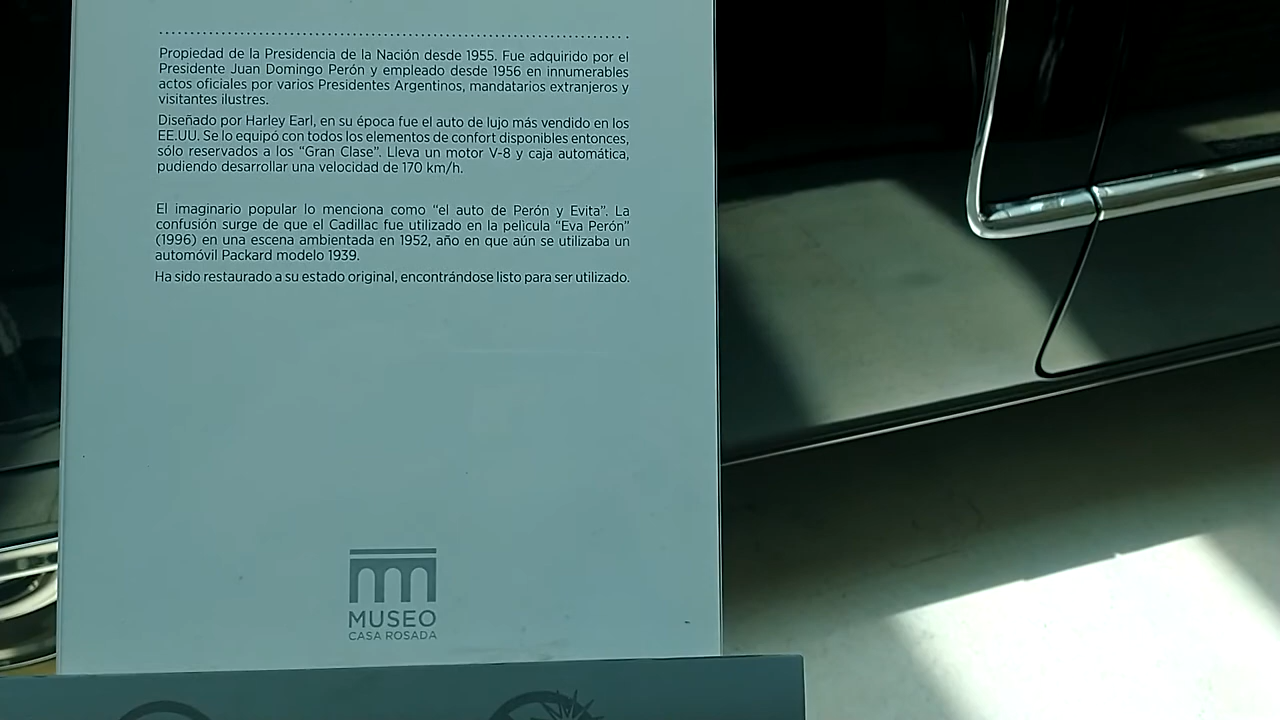 Propiedad de la Presidencia de la Nación desde 1955. Fue adquirido por el
Presidente Juan Domingo Perón y empleado desde 1956 en innumerables
actos oficiales por varios Presidentes Argentinos, mandatarios extranjeros y
visitantes ilustres.
Diseñado por Harley Earl, en su época fue el auto de lujo más vendido en los
EE.UU. Se lo equipó con todos los elementos de confort disponibles entonces,
sólo reservados a los “Gran Clase”. Lleva un motor V-8 y caja automática,
pudiendo desarrollar una velocidad de 170 km/h.
El imaginario popular lo menciona como “el auto de Perón y Evita”. La
confusión surge de que el Cadillac fue utilizado en la pelicula “Eva Perón”
(1996) en una escena ambientada en 1952, año en que aún se utilizaba un
automóvil Packard modelo 1939.
Ha sido restaurado a su estado original, encontrándose listo para ser utilizado.
MUSEO
CASA ROSADA